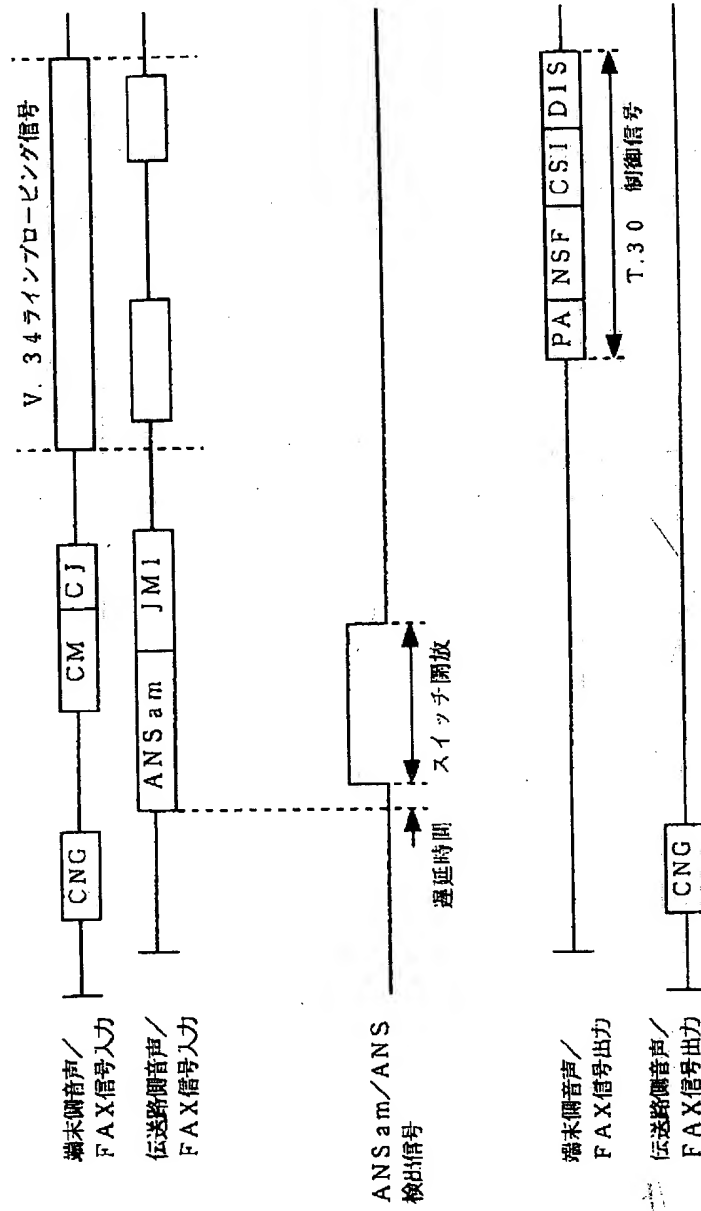 V.34ラインプロービング信号
端末側音声／
FAX信号入力
CNG
CM
CJ
伝送路側音声／
FAX信号入力
ANSam
JM1
ANSam／ANS
検出信号
遅延時間
スイッチ開放
端末側音声／
FAX信号出力
PA
NSF
CSI
DIS
T.30 制御信号
伝送路側音声／
FAX信号出力
CNG